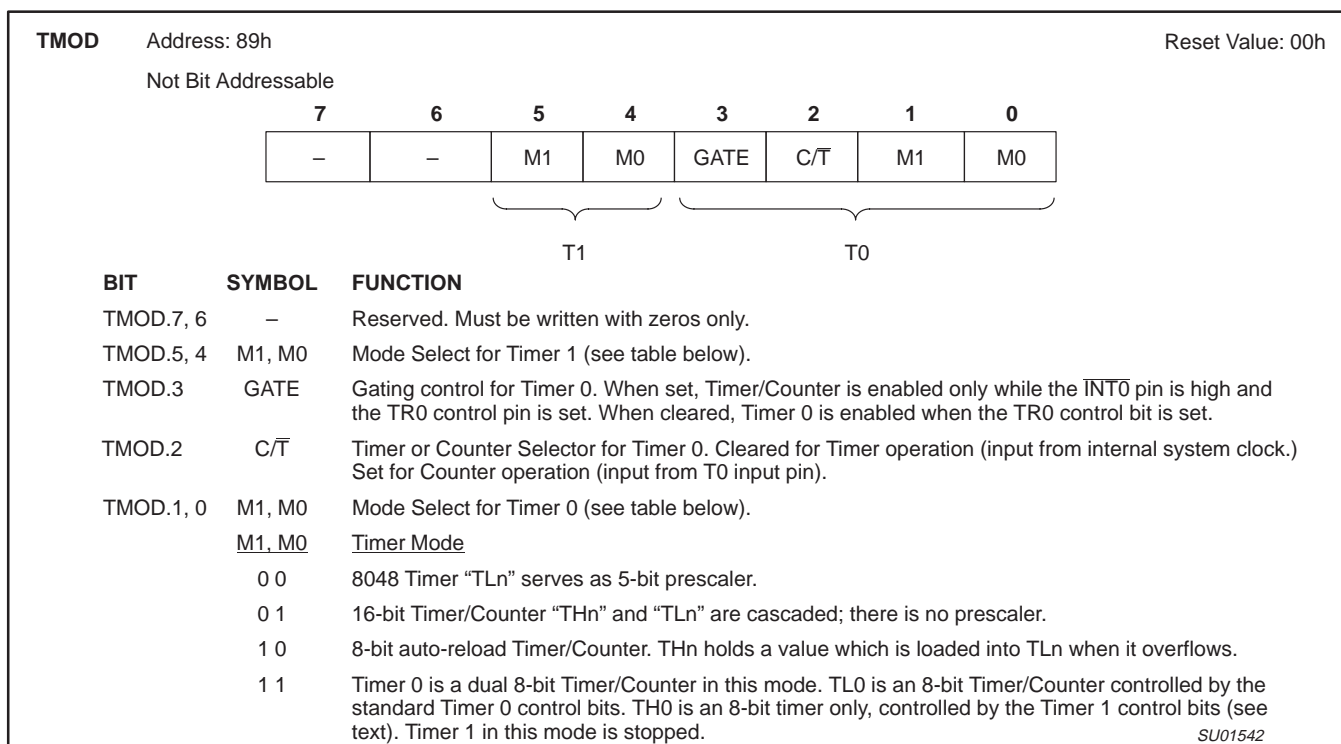 TMOD Address: 89h Reset Value: 00h
Not Bit Addressable
7 6 5 4 3 2 1 0
– – M1 M0 GATE C/T̅ M1 M0
T1 T0
BIT SYMBOL FUNCTION
TMOD.7, 6 – Reserved. Must be written with zeros only.
TMOD.5, 4 M1, M0 Mode Select for Timer 1 (see table below).
TMOD.3 GATE Gating control for Timer 0. When set, Timer/Counter is enabled only while the I̅N̅T̅0̅ pin is high and
the TR0 control pin is set. When cleared, Timer 0 is enabled when the TR0 control bit is set.
TMOD.2 C/T̅ Timer or Counter Selector for Timer 0. Cleared for Timer operation (input from internal system clock.)
Set for Counter operation (input from T0 input pin).
TMOD.1, 0 M1, M0 Mode Select for Timer 0 (see table below).
M1, M0 Timer Mode
0 0 8048 Timer “TLn” serves as 5-bit prescaler.
0 1 16-bit Timer/Counter “THn” and “TLn” are cascaded; there is no prescaler.
1 0 8-bit auto-reload Timer/Counter. THn holds a value which is loaded into TLn when it overflows.
1 1 Timer 0 is a dual 8-bit Timer/Counter in this mode. TL0 is an 8-bit Timer/Counter controlled by the
standard Timer 0 control bits. TH0 is an 8-bit timer only, controlled by the Timer 1 control bits (see
text). Timer 1 in this mode is stopped. SU01542